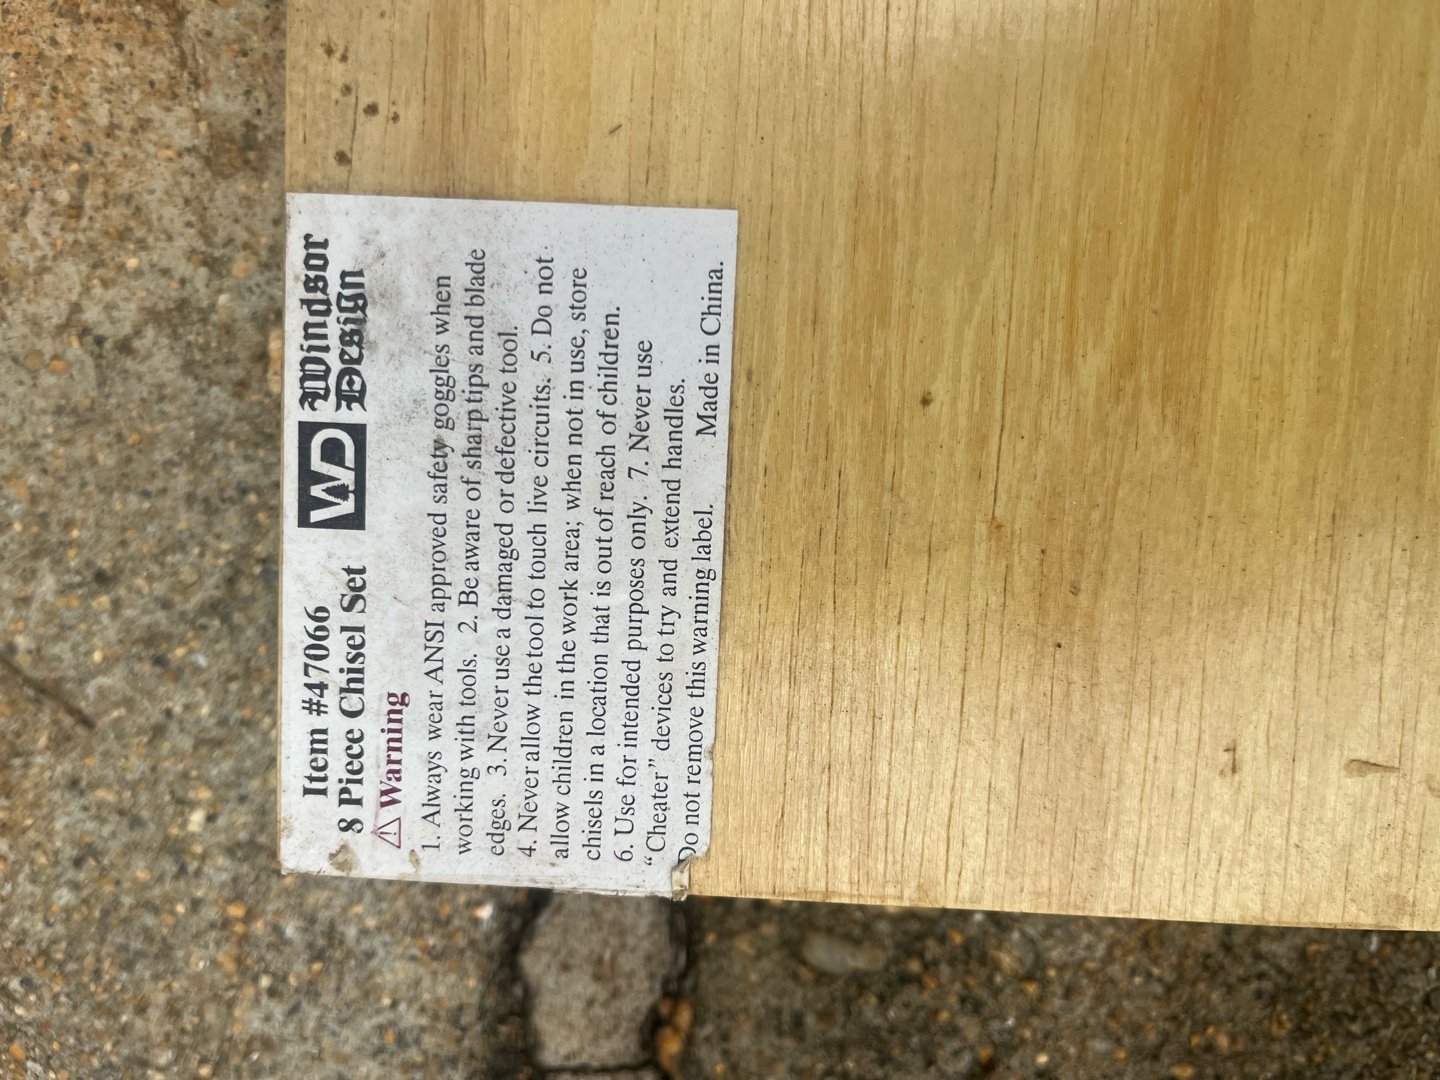 Item #47066
8 Piece Chisel Set
WD
Windsor
Design
Warning
1. Always wear ANSI approved safety goggles when
working with tools. 2. Be aware of sharp tips and blade
edges. 3. Never use a damaged or defective tool.
4. Never allow the tool to touch live circuits. 5. Do not
allow children in the work area; when not in use, store
chisels in a location that is out of reach of children.
6. Use for intended purposes only. 7. Never use
“Cheater” devices to try and extend handles.
Do not remove this warning label. Made in China.